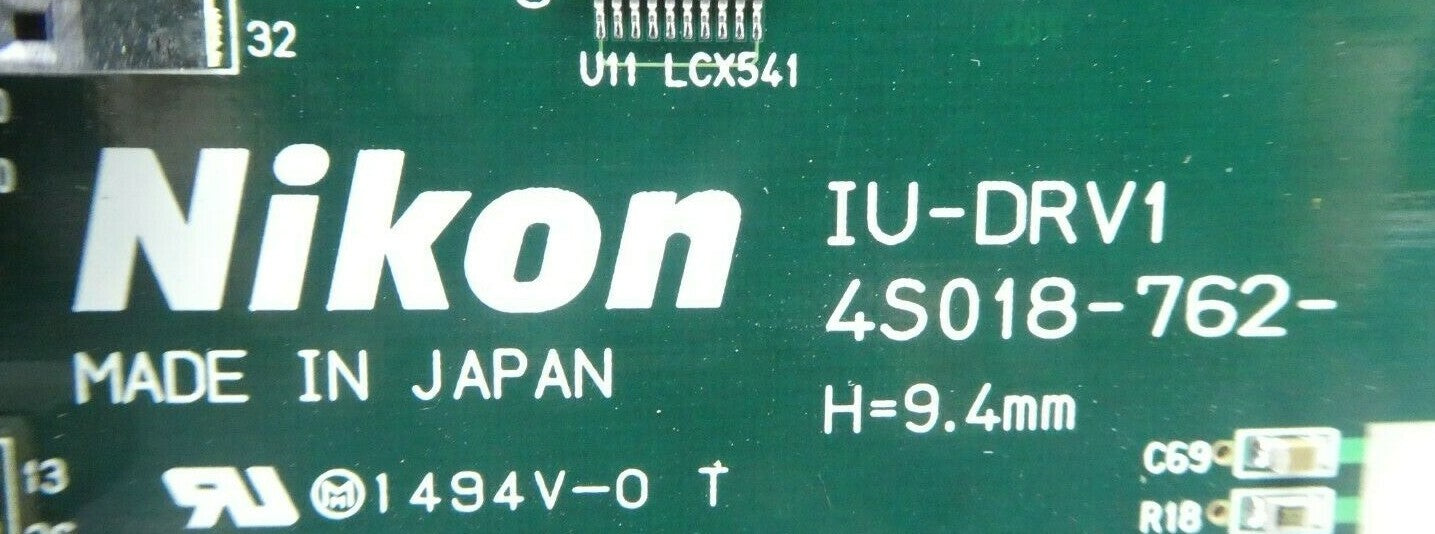 32
U11 LCX541
Nikon
MADE IN JAPAN
IU-DRV1
4S018-762-
H=9.4mm
13
C69
R18
1494V-0 T